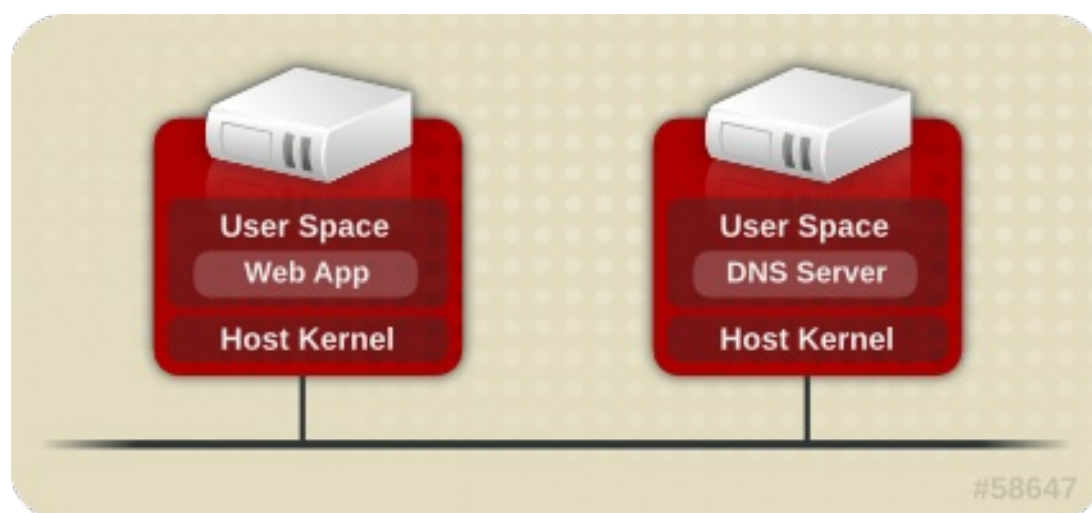 User Space
Web App
Host Kernel
User Space
DNS Server
Host Kernel
#58647